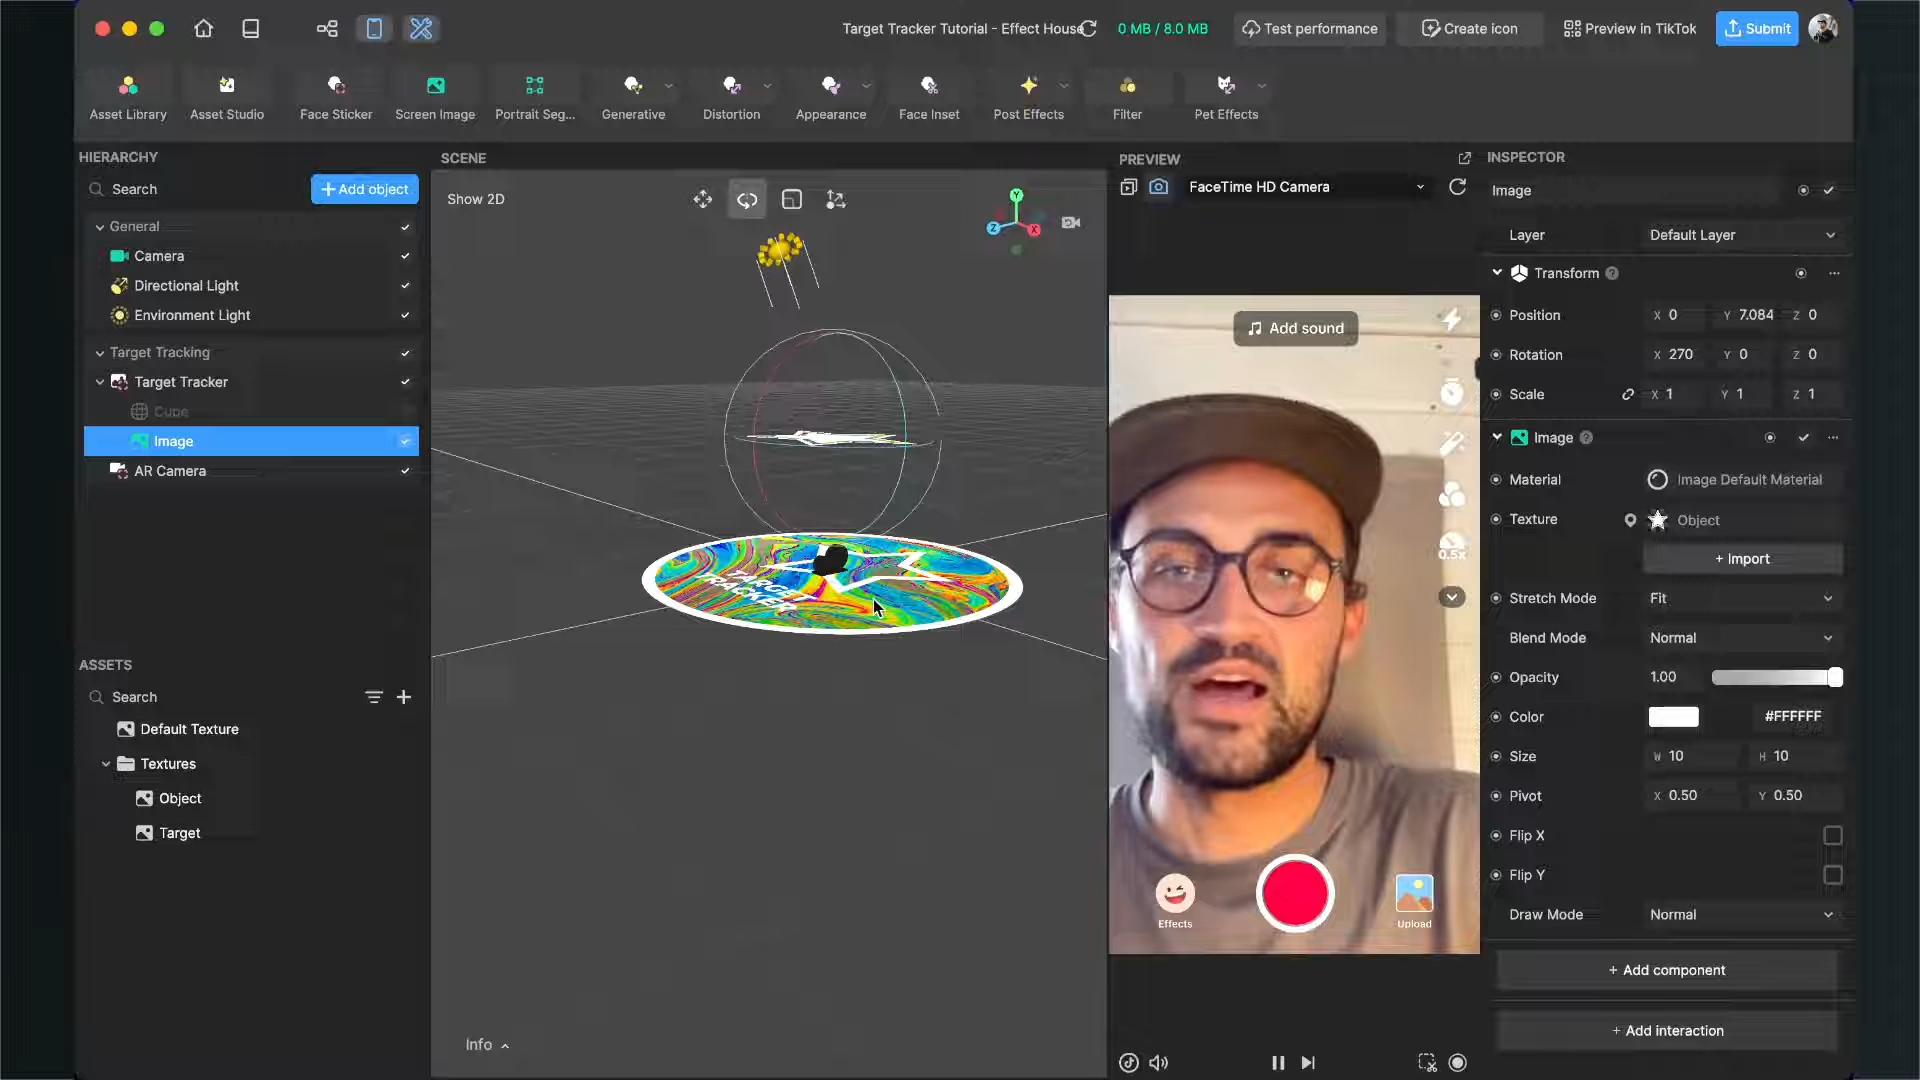 Target Tracker Tutorial - Effect House
0 MB / 8.0 MB
Test performance
Create icon
Preview in TikTok
Submit
Asset Library
Asset Studio
Face Sticker
Screen Image
Portrait Seg...
Generative
Distortion
Appearance
Face Inset
Post Effects
Filter
Pet Effects
HIERARCHY
Search
+ Add object
General
Camera
Directional Light
Environment Light
Target Tracking
Target Tracker
Cube
Image
AR Camera
ASSETS
Search
Default Texture
Textures
Object
Target
SCENE
Show 2D
Y
Z
X
TARGET
TRACKER
Info
PREVIEW
FaceTime HD Camera
Add sound
0.5x
Effects
Upload
INSPECTOR
Image
Layer Default Layer
Transform
Position X 0 Y 7.084 Z 0
Rotation X 270 Y 0 Z 0
Scale X 1 Y 1 Z 1
Image
Material Image Default Material
Texture Object
+ Import
Stretch Mode Fit
Blend Mode Normal
Opacity 1.00
Color #FFFFFF
Size W 10 H 10
Pivot X 0.50 Y 0.50
Flip X
Flip Y
Draw Mode Normal
+ Add component
+ Add interaction